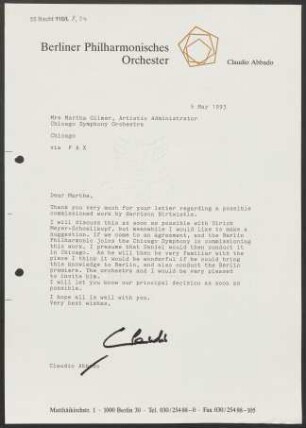 Berliner Philharmonisches
Orchester
Claudio Abbado
Mrs Martha Gilmer, Artistic Administrator
Chicago Symphony Orchestra
Chicago
via F A X
Dear Martha,
Thank you very much for your letter regarding a possible
commissioned work by Harrison Birtwistle.
I will discuss this as soon as possible with Ulrich
Meyer-Schoellkopf, but meanwhile I would like to make a
suggestion. If we come to an agreement, and the Berlin
Philharmonic joins the Chicago Symphony in commissioning
this work, I presume that Daniel would then conduct it
in Chicago. As he will then be very familiar with the
piece I think it would be wonderful if he would bring
this knowledge to Berlin, and also conduct the Berlin
premiere. The orchestra and I would be very pleased
to invite him.
I will let you know our principal decision as soon as
possible.
I hope all is well with you.
Very best wishes,
Claudio
Claudio Abbado
Matthäikirchstr. 1 · 1000 Berlin 30 · Tel. 030/254 88-0 · Fax 030/254 88-105